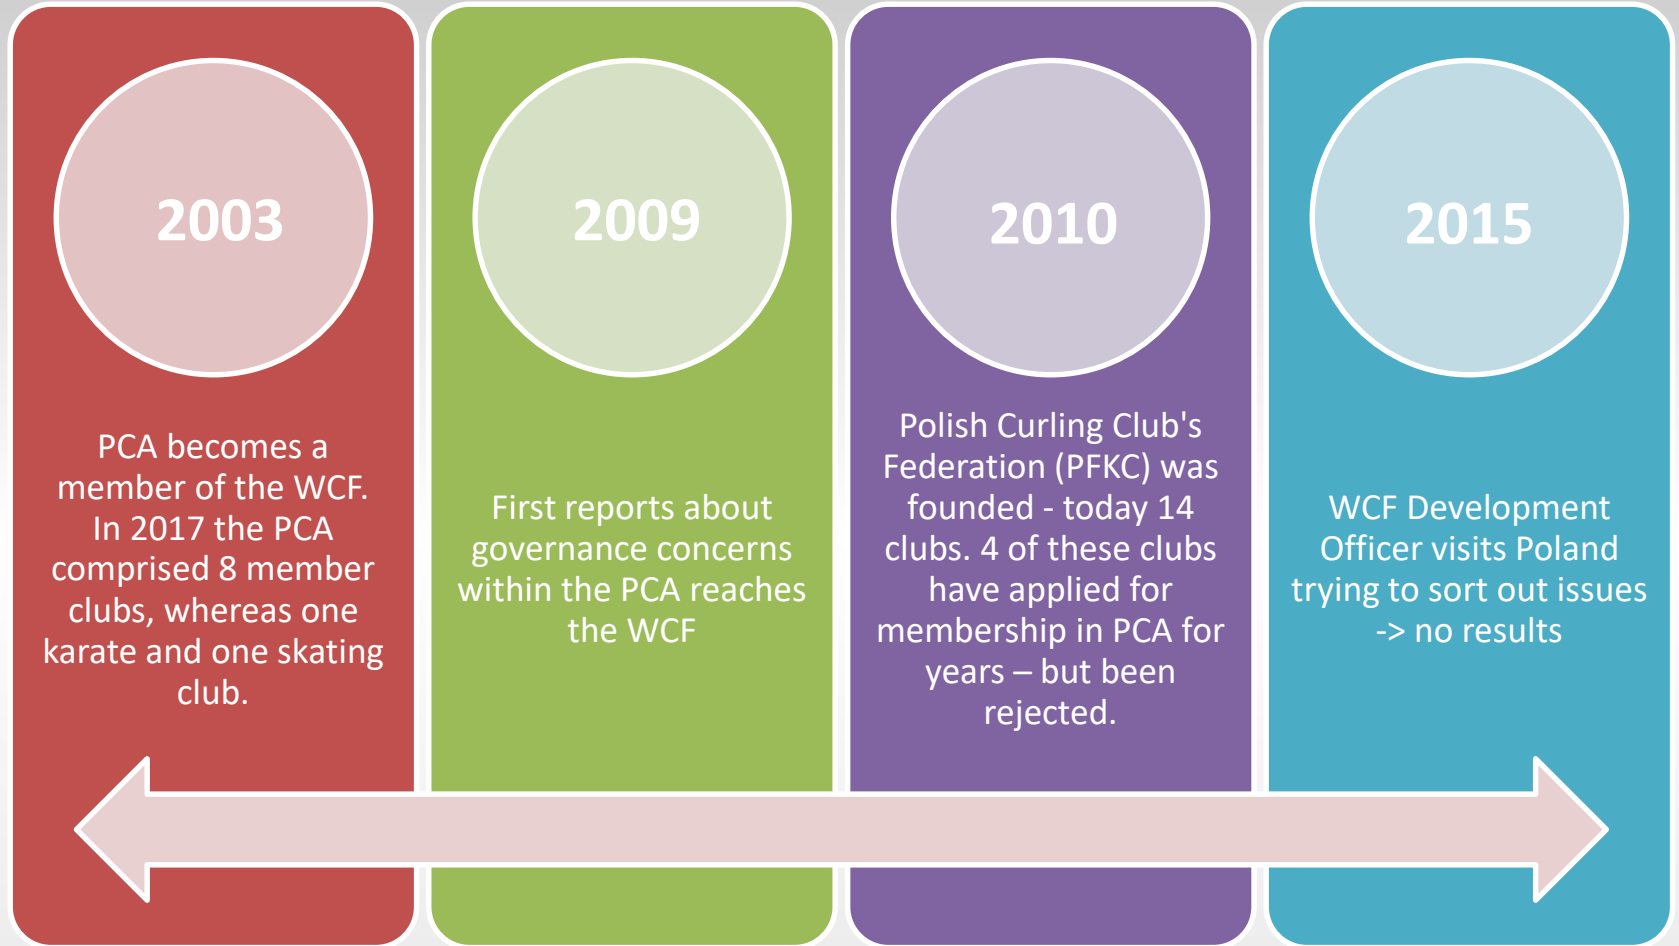 2003
PCA becomes a
member of the WCF.
In 2017 the PCA
comprised 8 member
clubs, whereas one
karate and one skating
club.
2009
First reports about
governance concerns
within the PCA reaches
the WCF
2010
Polish Curling Club's
Federation (PFKC) was
founded - today 14
clubs. 4 of these clubs
have applied for
membership in PCA for
years – but been
rejected.
2015
WCF Development
Officer visits Poland
trying to sort out issues
-> no results